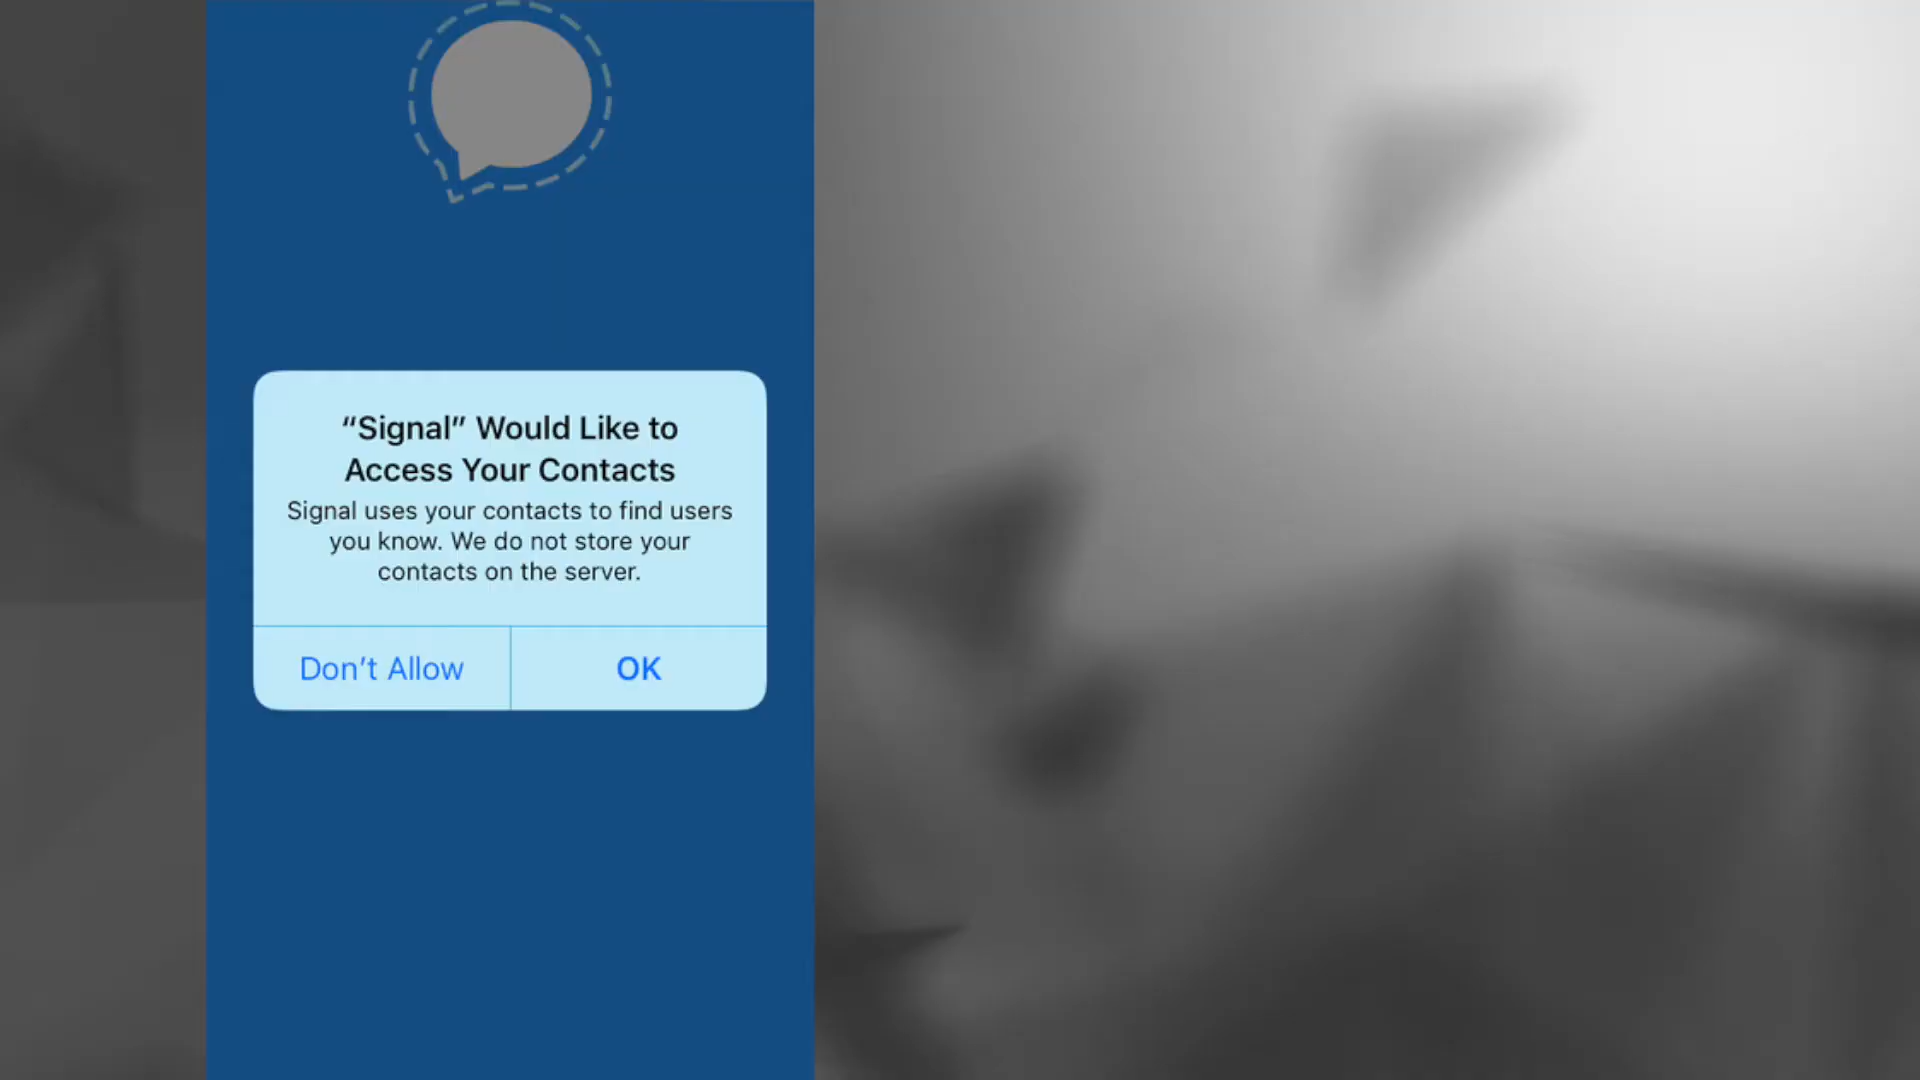 “Signal” Would Like to
Access Your Contacts
Signal uses your contacts to find users
you know. We do not store your
contacts on the server.
Don’t Allow
OK